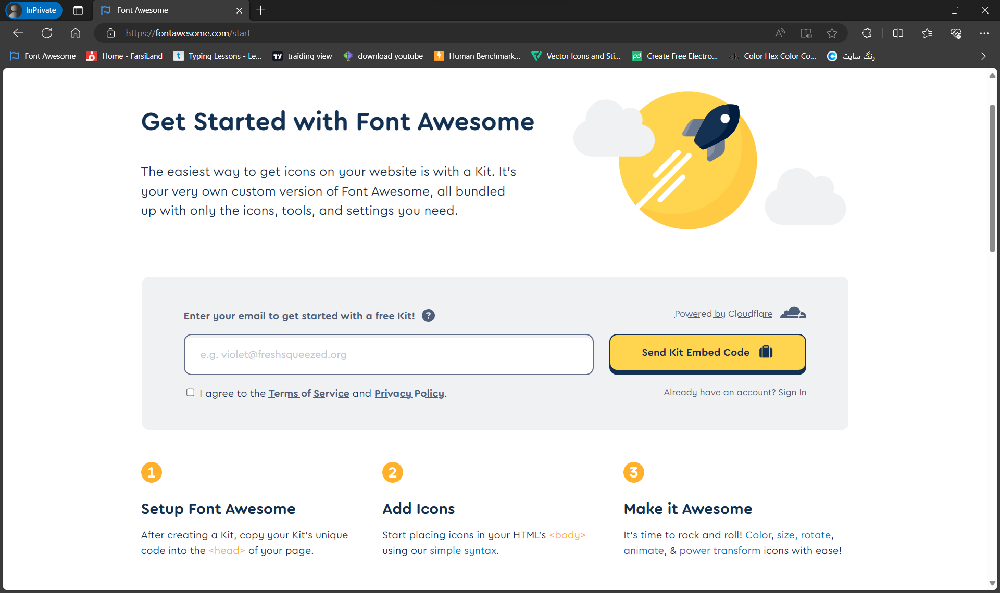 InPrivate
Font Awesome
https://fontawesome.com/start
Font Awesome
Home - FarsiLand
Typing Lessons - Le...
traiding view
download youtube
Human Benchmark...
Vector Icons and Sti...
Create Free Electro...
Color Hex Color Co...
رنگ سایت
Get Started with Font Awesome
The easiest way to get icons on your website is with a Kit. It's
your very own custom version of Font Awesome, all bundled
up with only the icons, tools, and settings you need.
Enter your email to get started with a free Kit! ?
Powered by Cloudflare
e.g. violet@freshsqueezed.org
Send Kit Embed Code
I agree to the Terms of Service and Privacy Policy.
Already have an account? Sign In
1
Setup Font Awesome
After creating a Kit, copy your Kit's unique
code into the <head> of your page.
2
Add Icons
Start placing icons in your HTML's <body>
using our simple syntax.
3
Make it Awesome
It's time to rock and roll! Color, size, rotate,
animate, & power transform icons with ease!